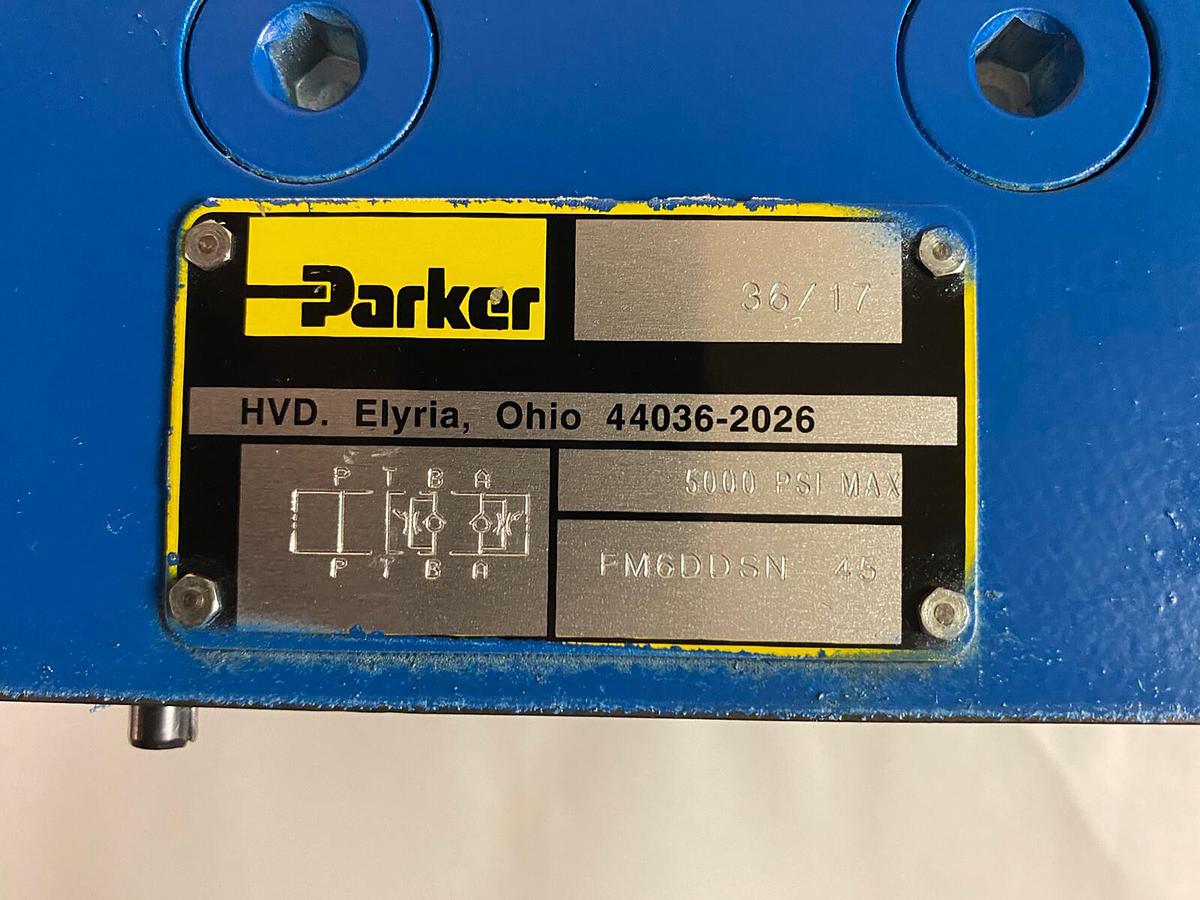 Parker
36/17
HVD. Elyria, Ohio 44036-2026
P T B A
P T B A
5000 PSI MAX
FM6DDSN 45